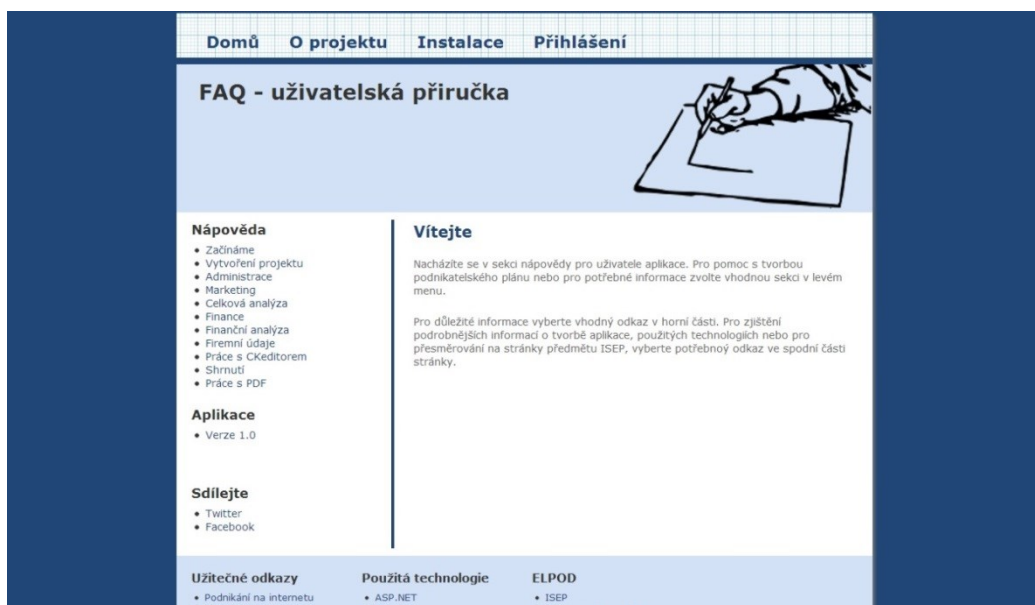 Domů O projektu Instalace Přihlášení
FAQ - uživatelská přiručka
Nápověda
Začínáme
Vytvoření projektu
Administrace
Marketing
Celková analýza
Finance
Finanční analýza
Firemní údaje
Práce s CKeditorem
Shrnutí
Práce s PDF
Aplikace
Verze 1.0
Sdílejte
Twitter
Facebook
Vítejte
Nacházíte se v sekci nápovědy pro uživatele aplikace. Pro pomoc s tvorbou
podnikatelského plánu nebo pro potřebné informace zvolte vhodnou sekci v levém
menu.
Pro důležité informace vyberte vhodný odkaz v horní části. Pro zjištění
podrobnějších informací o tvorbě aplikace, použitých technologiích nebo pro
přesměrování na stránky předmětu ISEP, vyberte potřebnoý odkaz ve spodní části
stránky.
Užitečné odkazy
Podnikání na internetu
Použitá technologie
ASP.NET
ELPOD
ISEP